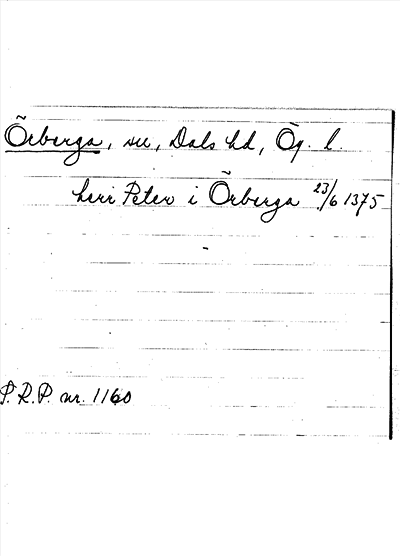 Örberga, sn, Dals hd, Ög. l.
herr Peter i Örberga 23/6 1375
P.R.P. nr. 1160